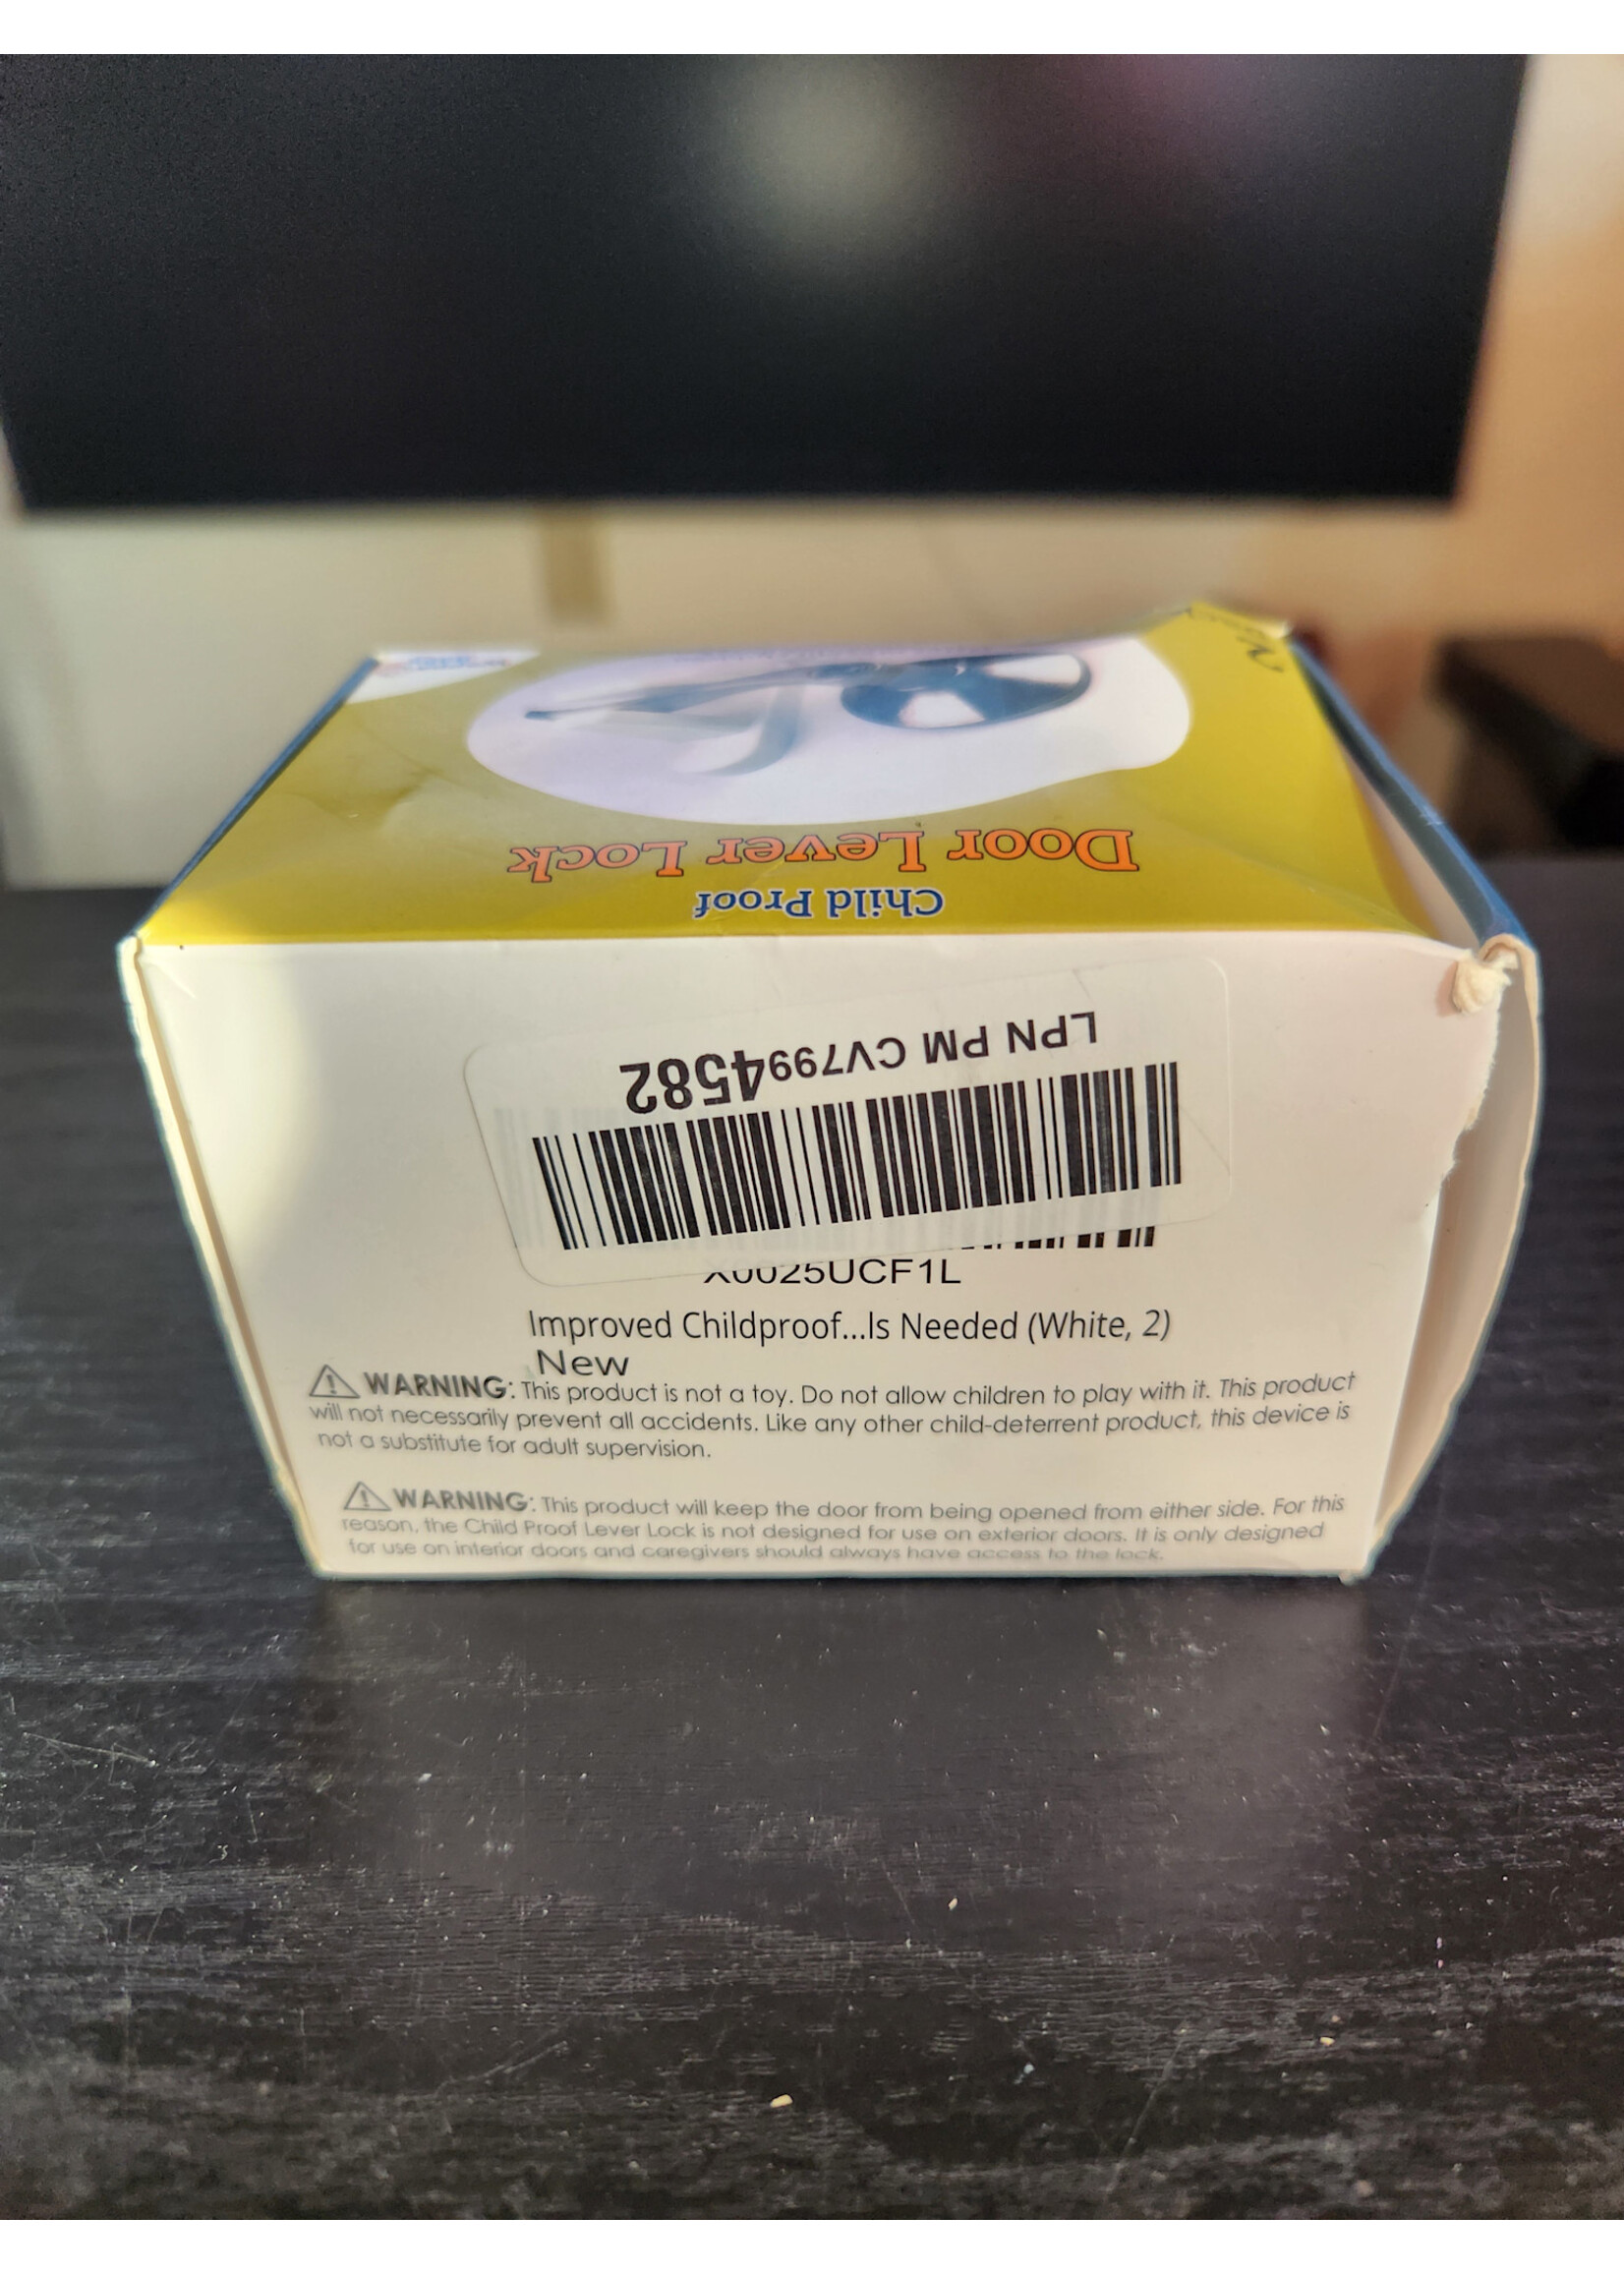 Door Lever Lock
Child Proof
LPN PM CV7994582
X0025UCF1L
Improved Childproof...ls Needed (White, 2)
New
WARNING: This product is not a toy. Do not allow children to play with it. This product
will not necessarily prevent all accidents. Like any other child-deterrent product, this device is
not a substitute for adult supervision.
WARNING: This product will keep the door from being opened from either side. For this
reason, the Child Proof Lever Lock is not designed for use on exterior doors. It is only designed
for use on interior doors and caregivers should always have access to the lock.